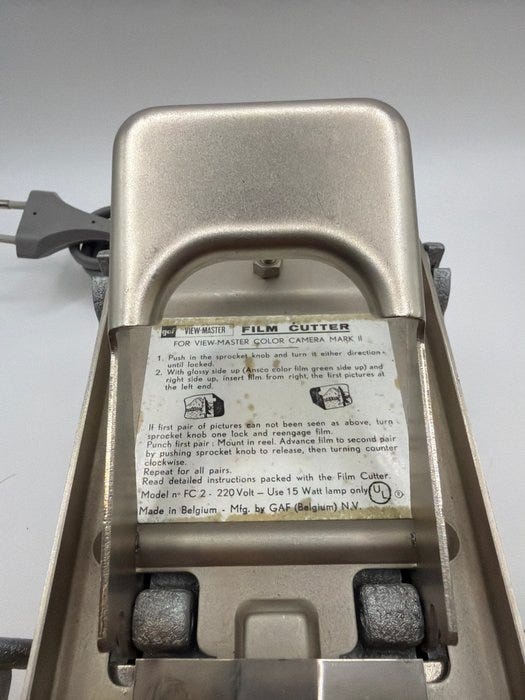 gaf VIEW-MASTER FILM CUTTER
FOR VIEW-MASTER COLOR CAMERA MARK II
1. Push in the sprocket knob and turn it either direction
until locked.
2. With glossy side up (Ansco color film green side up) and
right side up, insert film from right, the first pictures at
the left end.
If first pair of pictures can not been seen as above, turn
sprocket knob one lock and reengage film.
Punch first pair : Mount in reel. Advance film to second pair
by pushing sprocket knob to release, then turning counter
clockwise.
Repeat for all pairs.
Read detailed instructions packed with the Film Cutter.
Model n° FC 2 - 220 Volt - Use 15 Watt lamp only UL ®
Made in Belgium - Mfg. by GAF (Belgium) N.V.